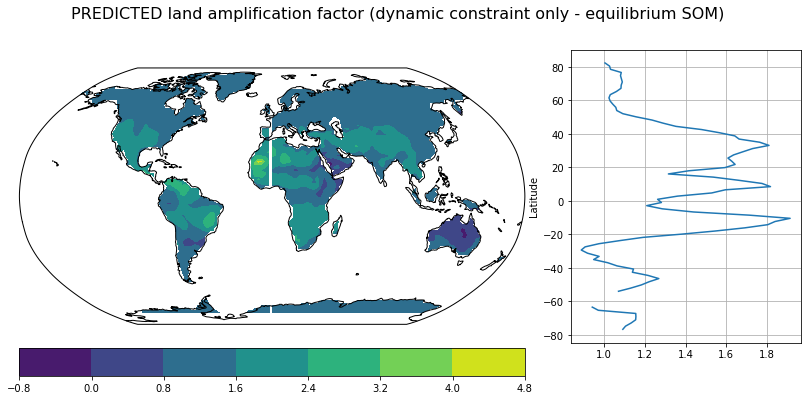 PREDICTED land amplification factor (dynamic constraint only - equilibrium SOM)
80
60
40
20
0
−20
−40
−60
−80
Latitude
1.0 1.2 1.4 1.6 1.8
−0.8 0.0 0.8 1.6 2.4 3.2 4.0 4.8